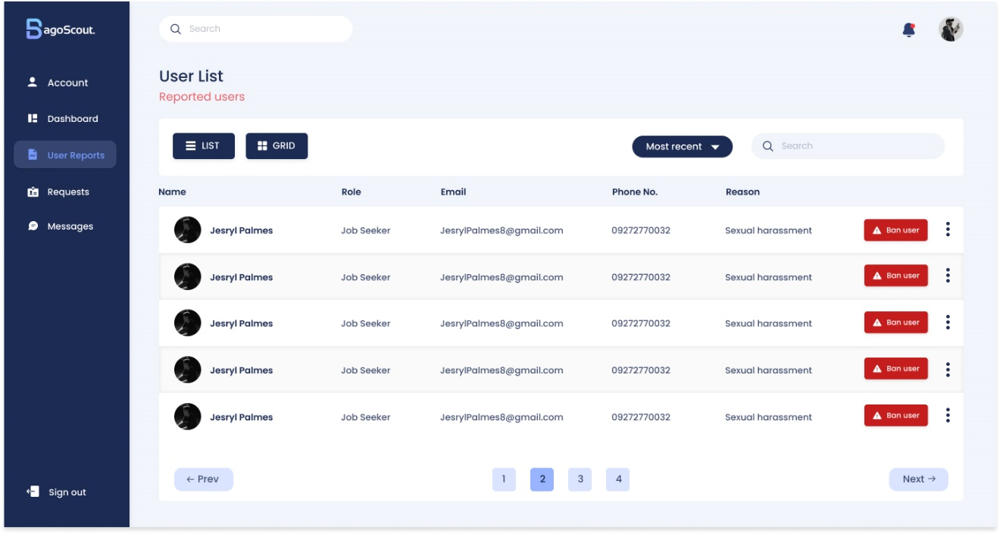 BagoScout.
Search
Account
Dashboard
User Reports
Requests
Messages
Sign out
User List
Reported users
LIST
GRID
Most recent
Search
Name Role Email Phone No. Reason
Jesryl Palmes Job Seeker JesrylPalmes8@gmail.com 09272770032 Sexual harassment Ban user
Jesryl Palmes Job Seeker JesrylPalmes8@gmail.com 09272770032 Sexual harassment Ban user
Jesryl Palmes Job Seeker JesrylPalmes8@gmail.com 09272770032 Sexual harassment Ban user
Jesryl Palmes Job Seeker JesrylPalmes8@gmail.com 09272770032 Sexual harassment Ban user
Jesryl Palmes Job Seeker JesrylPalmes8@gmail.com 09272770032 Sexual harassment Ban user
← Prev 1 2 3 4 Next →